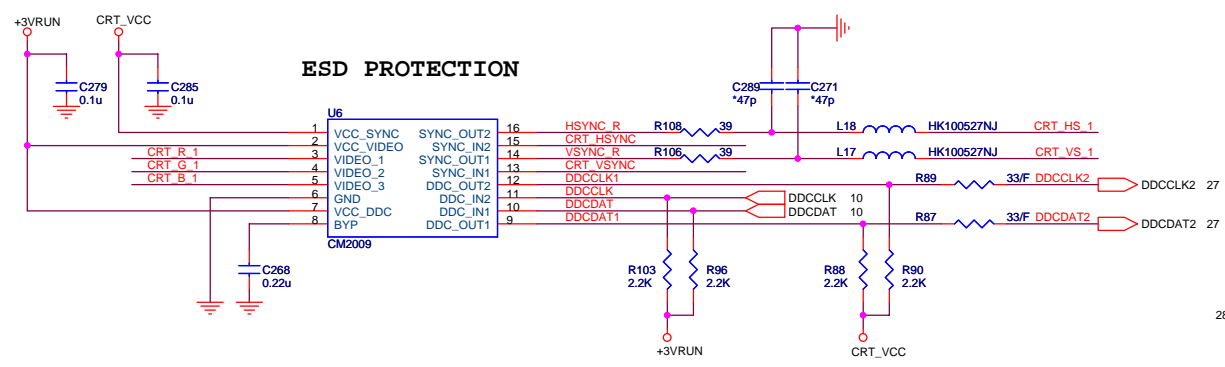 +3VRUN CRT_VCC
ESD PROTECTION
C279 0.1u
C285 0.1u
C289 *47p
C271 *47p
U6
1 VCC_SYNC SYNC_OUT2 16 HSYNC_R R108 39 L18 HK100527NJ CRT_HS_1
2 VCC_VIDEO SYNC_IN2 15 CRT_HSYNC
CRT_R_1 3 VIDEO_1 SYNC_OUT1 14 VSYNC_R R106 39 L17 HK100527NJ CRT_VS_1
CRT_G_1 4 VIDEO_2 SYNC_IN1 13 CRT_VSYNC
CRT_B_1 5 VIDEO_3 DDC_OUT2 12 DDCCLK1 R89 33/F DDCCLK2 DDCCLK2 27
6 GND DDC_IN2 11 DDCCLK DDCCLK 10
7 VCC_DDC DDC_IN1 10 DDCDAT DDCDAT 10
8 BYP DDC_OUT1 9 DDCDAT1 R87 33/F DDCDAT2 DDCDAT2 27
CM2009
C268 0.22u
R103 2.2K
R96 2.2K
R88 2.2K
R90 2.2K
28
+3VRUN CRT_VCC